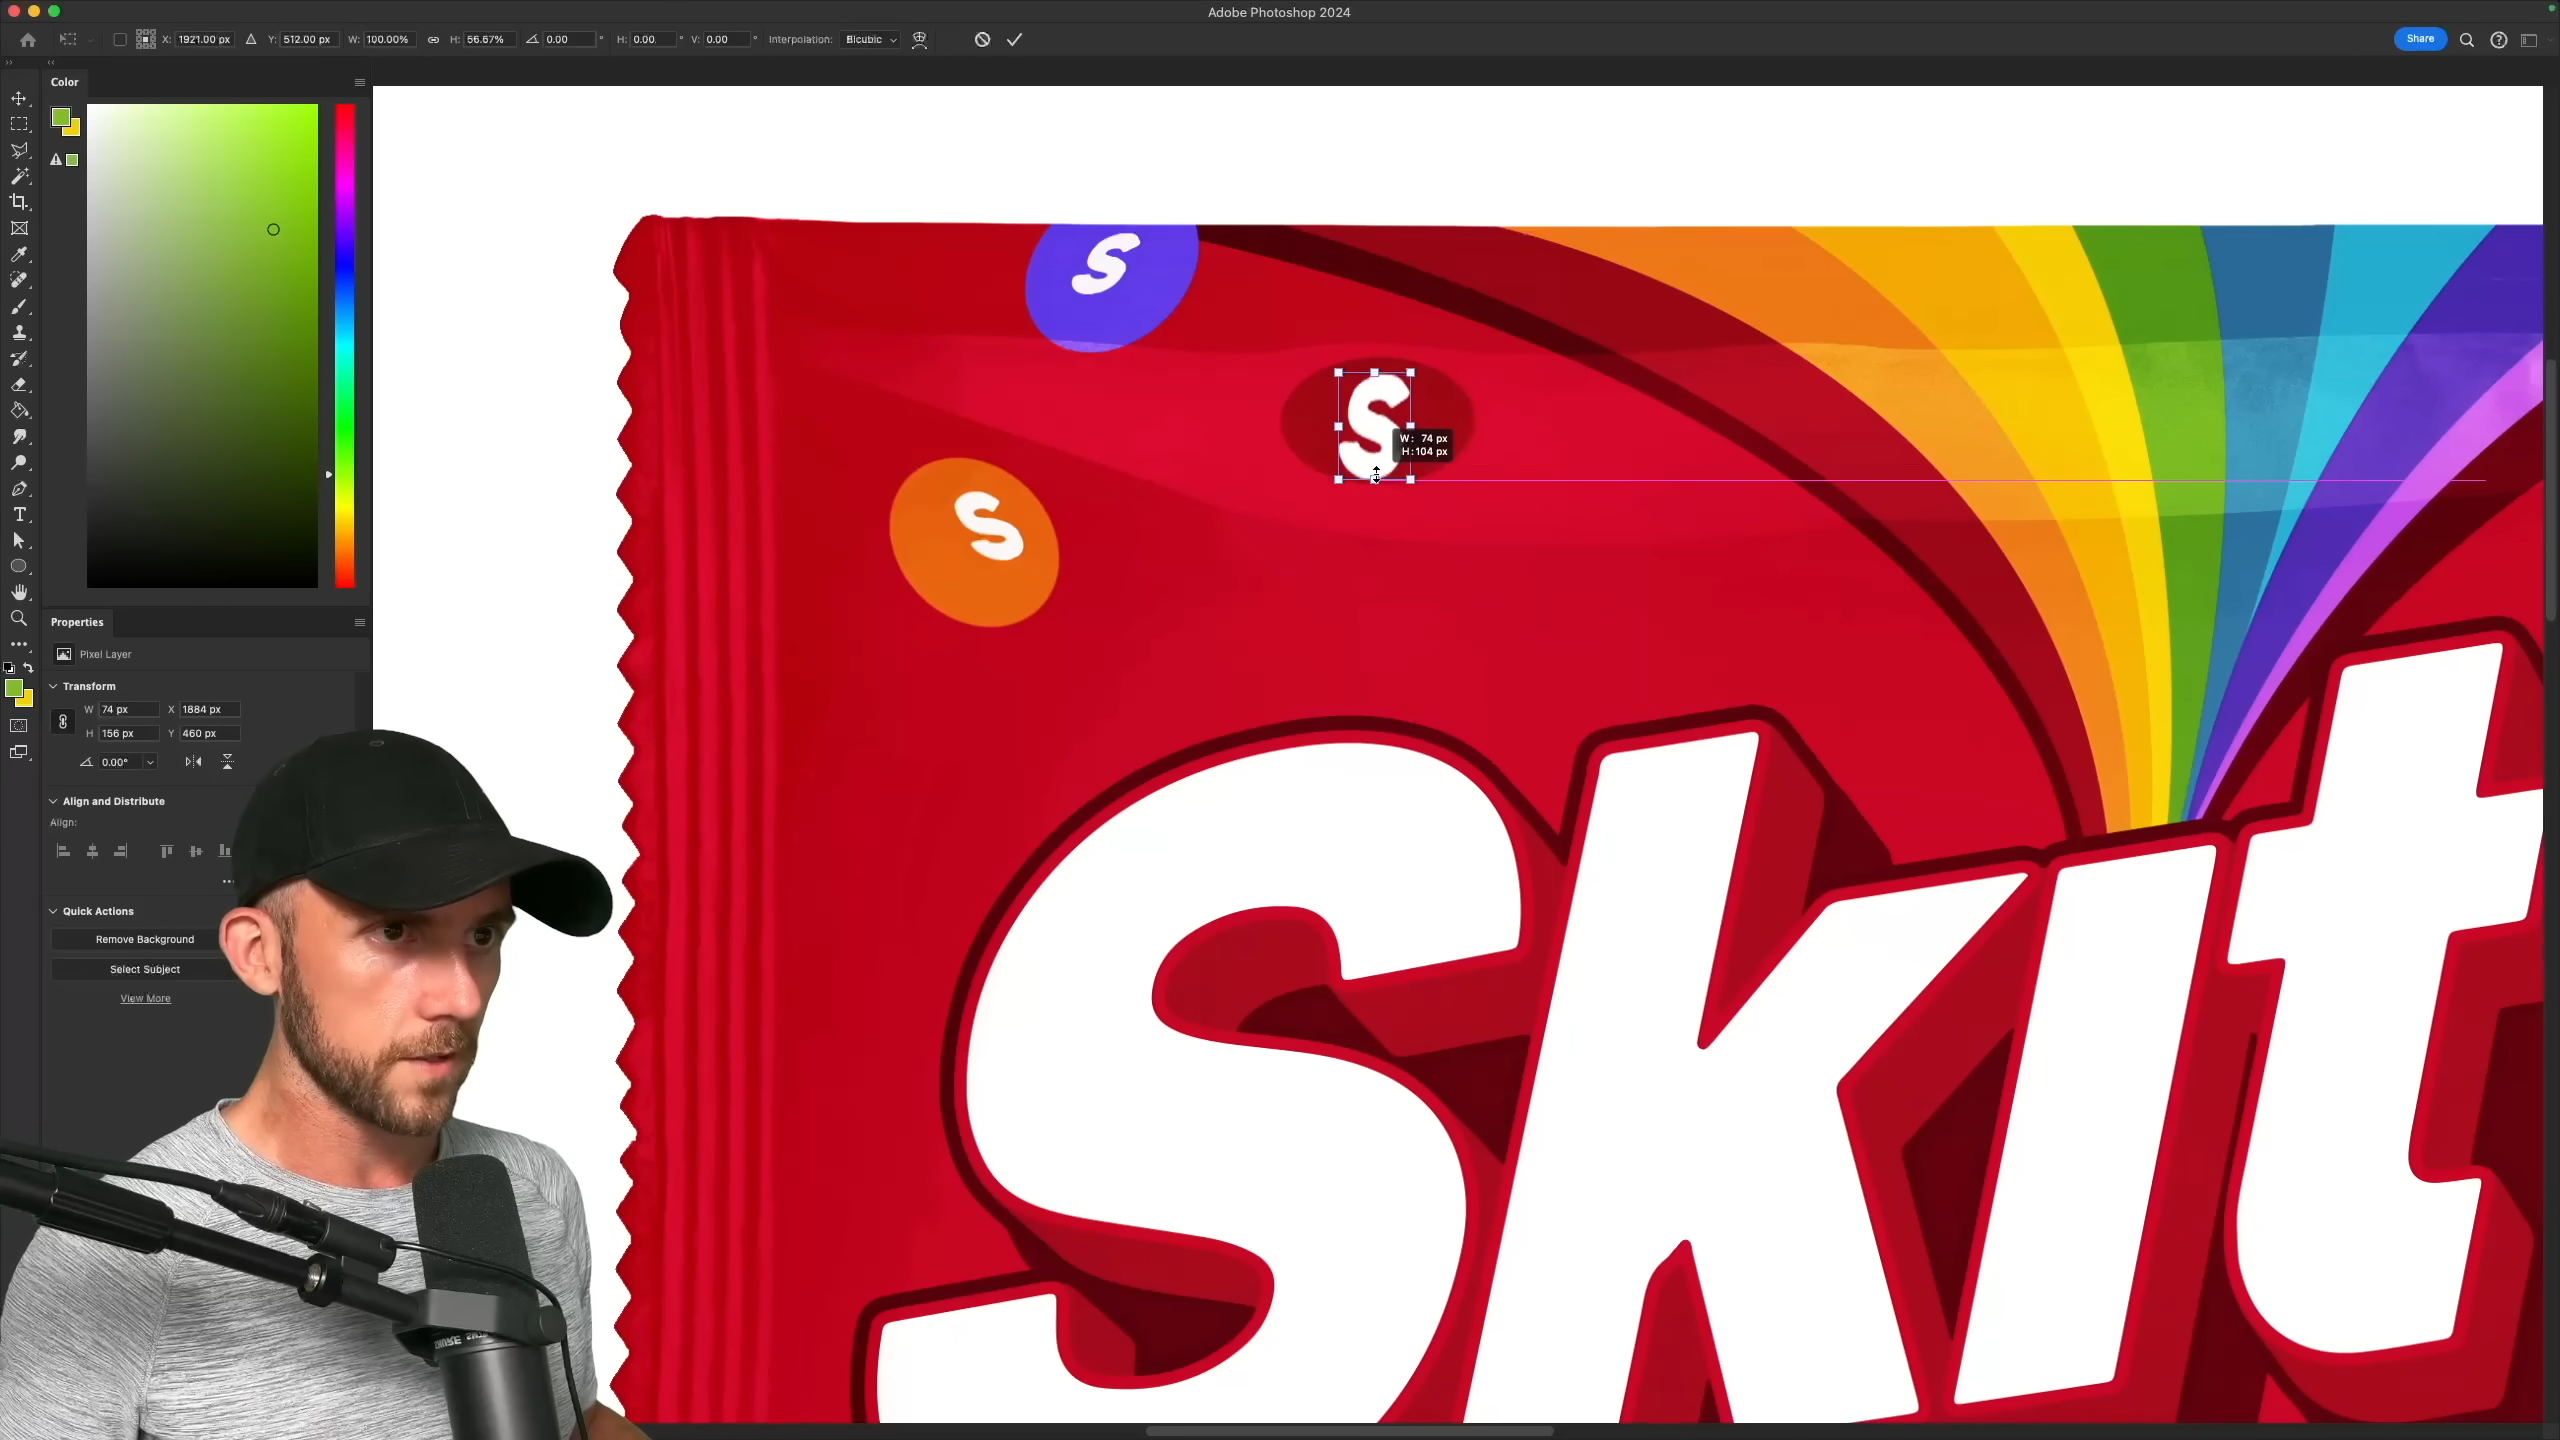 Adobe Photoshop 2024
X: 1921.00 px Y: 512.00 px W: 100.00% H: 56.67% 0.00 ° H: 0.00 ° V: 0.00 ° Interpolation: Bicubic
Share
Color
S
S
W: 74 px
H: 104 px
S
Properties
Pixel Layer
Transform
W 74 px X 1884 px
H 156 px Y 460 px
0.00°
Align and Distribute
Align:
Quick Actions
Remove Background
Select Subject
View More
Skit